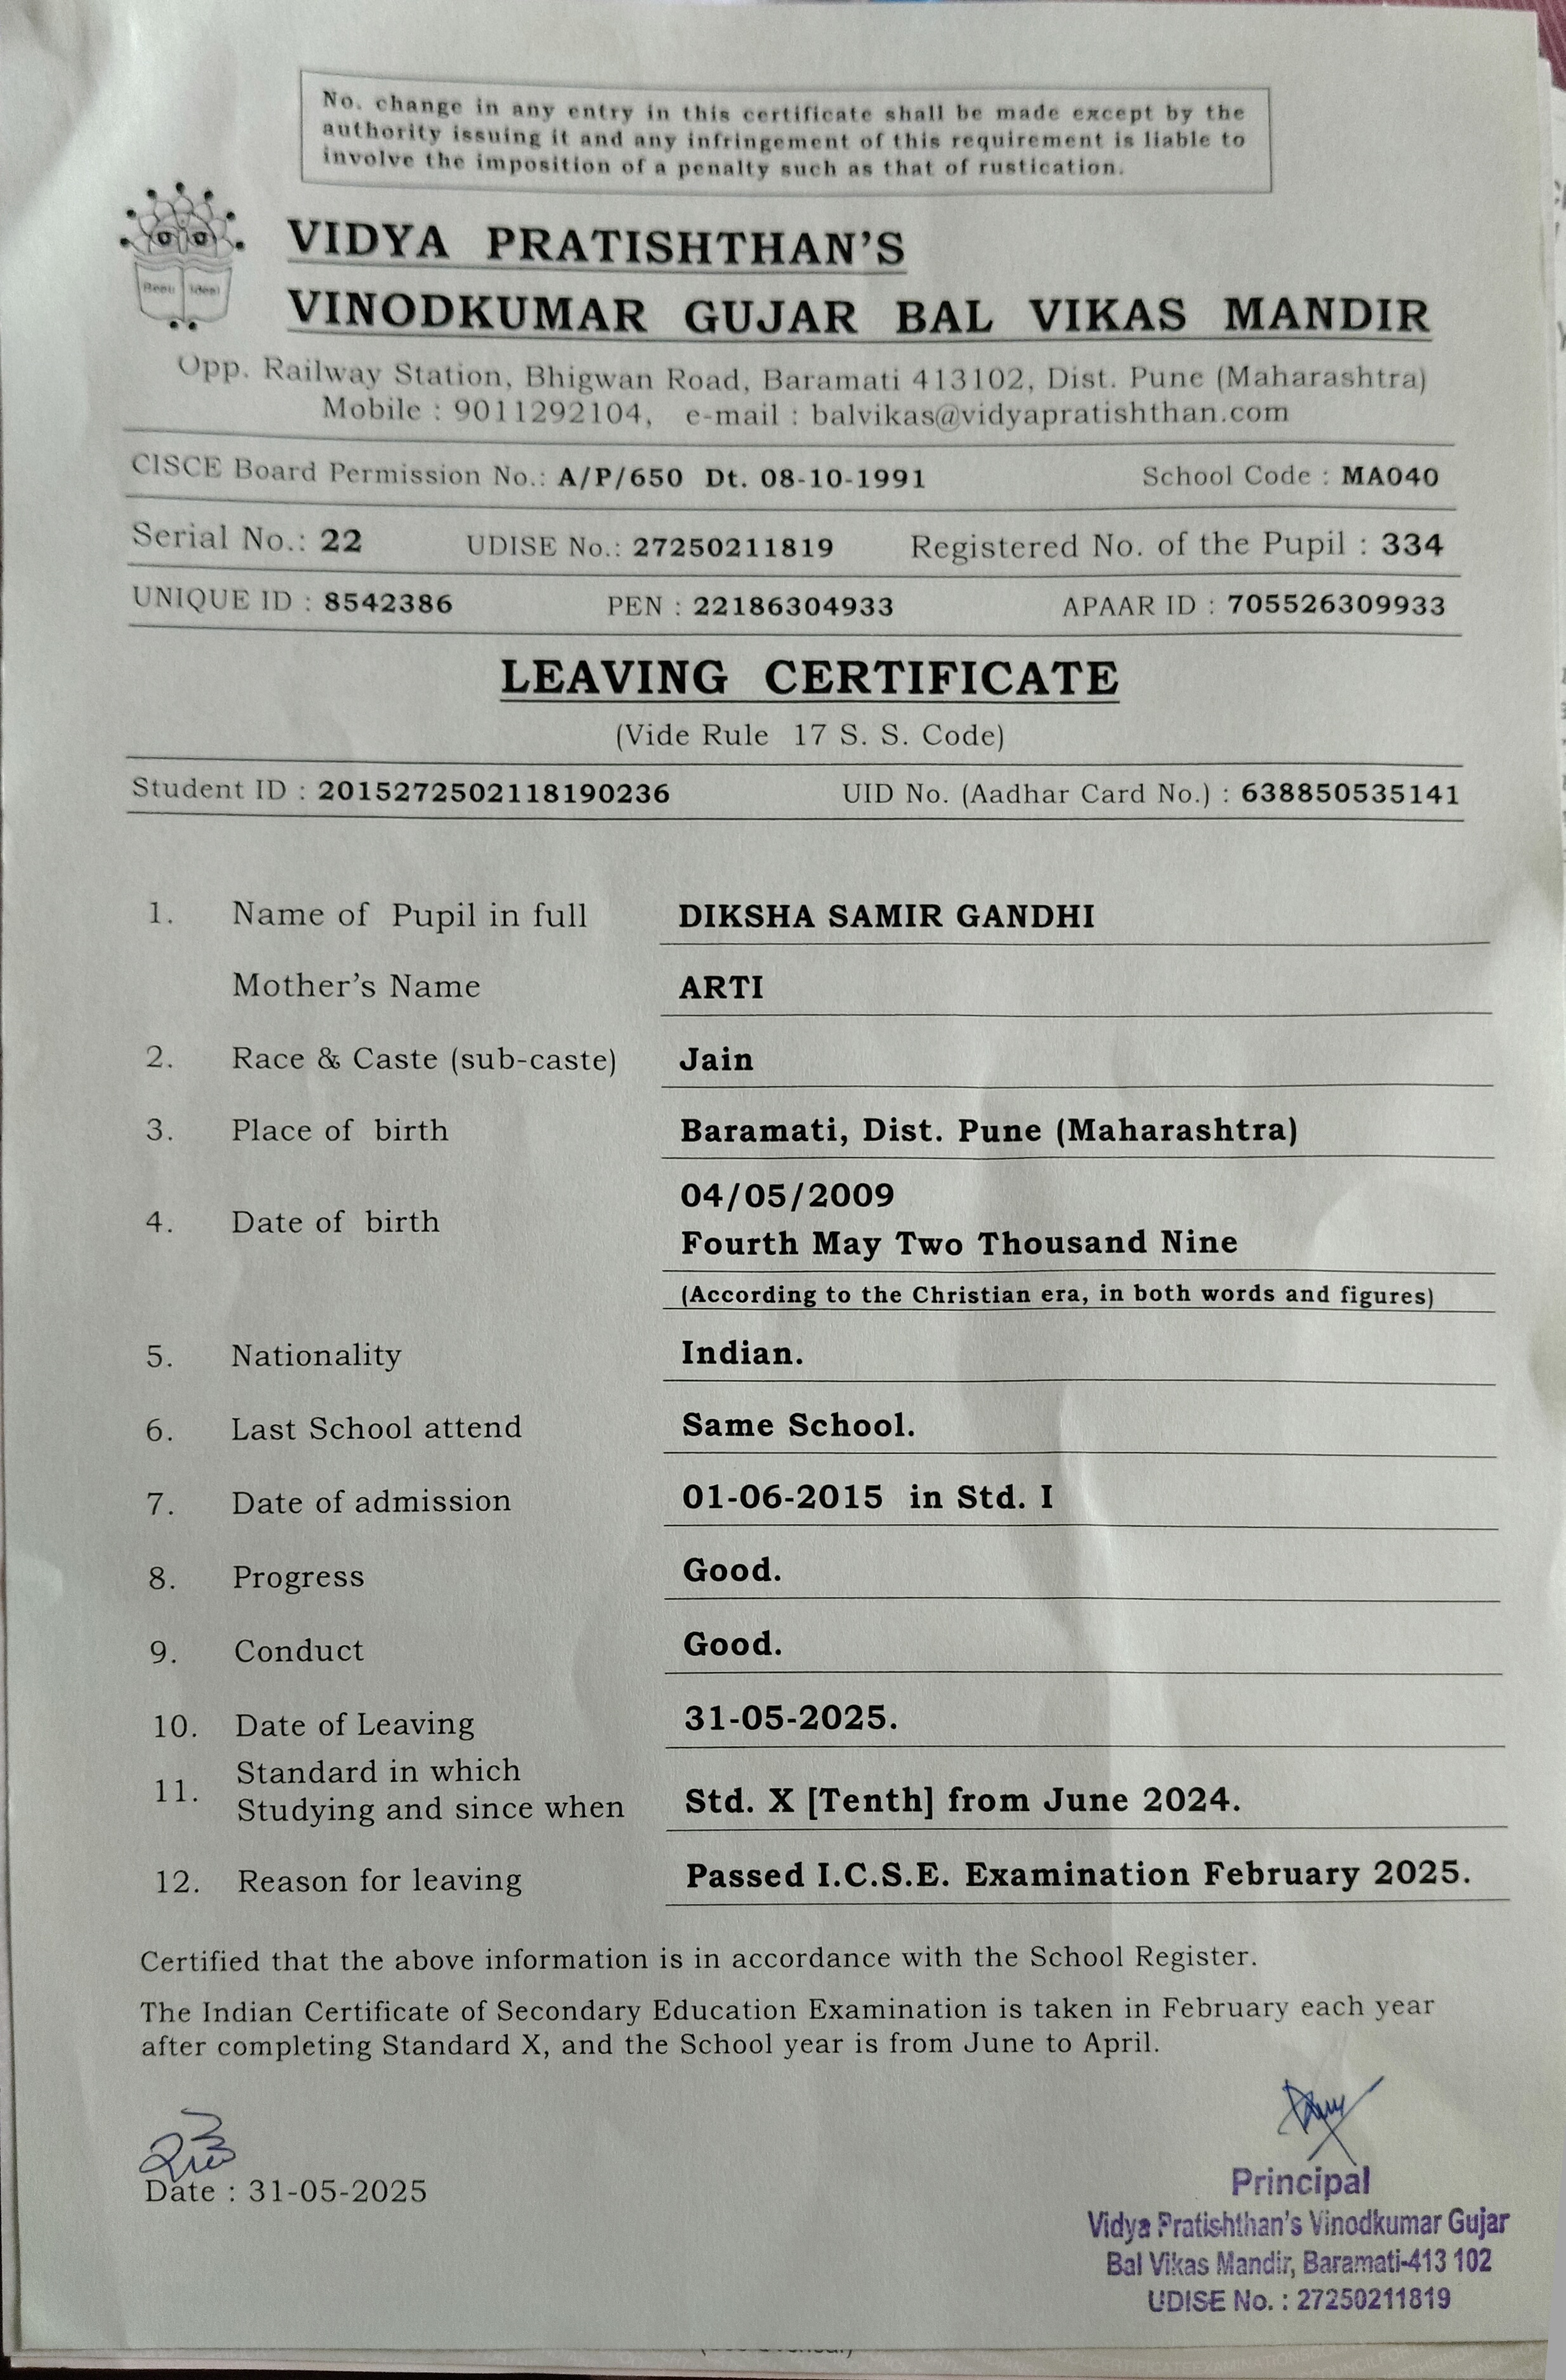 No. change in any entry in this certificate shall be made except by the
authority issuing it and any infringement of this requirement is liable to
involve the imposition of a penalty such as that of rustication.
VIDYA PRATISHTHAN'S
VINODKUMAR GUJAR BAL VIKAS MANDIR
Opp. Railway Station, Bhigwan Road, Baramati 413102, Dist. Pune (Maharashtra)
Mobile : 9011292104, e-mail : balvikas@vidyapratishthan.com
CISCE Board Permission No.: A/P/650 Dt. 08-10-1991 School Code : MA040
Serial No.: 22 UDISE No.: 27250211819 Registered No. of the Pupil : 334
UNIQUE ID : 8542386 PEN : 22186304933 APAAR ID : 705526309933
LEAVING CERTIFICATE
(Vide Rule 17 S. S. Code)
Student ID : 2015272502118190236 UID No. (Aadhar Card No.) : 638850535141
1. Name of Pupil in full DIKSHA SAMIR GANDHI
Mother's Name ARTI
2. Race & Caste (sub-caste) Jain
3. Place of birth Baramati, Dist. Pune (Maharashtra)
04/05/2009
4. Date of birth
Fourth May Two Thousand Nine
(According to the Christian era, in both words and figures)
5. Nationality Indian.
6. Last School attend Same School.
7. Date of admission 01-06-2015 in Std. I
8. Progress Good.
9. Conduct Good.
10. Date of Leaving 31-05-2025.
11. Standard in which
Studying and since when Std. X [Tenth] from June 2024.
12. Reason for leaving Passed I.C.S.E. Examination February 2025.
Certified that the above information is in accordance with the School Register.
The Indian Certificate of Secondary Education Examination is taken in February each year
after completing Standard X, and the School year is from June to April.
Date : 31-05-2025
Principal
Vidya Pratishthan's Vinodkumar Gujar
Bal Vikas Mandir, Baramati-413 102
UDISE No. : 27250211819